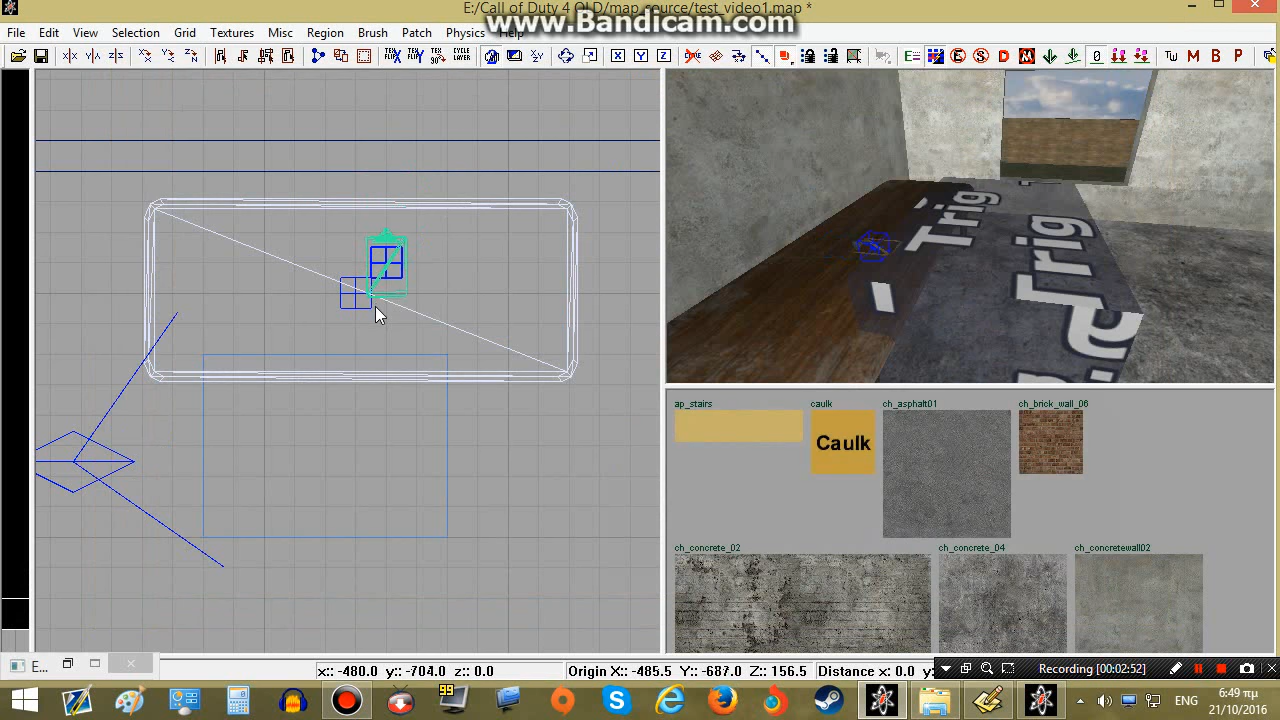 E:/Call of Duty 4 OLD/map_source/test_video1.map *
www.Bandicam.com
File Edit View Selection Grid Textures Misc Region Brush Patch Physics Help
Trig
Trig
ap_stairs caulk ch_asphalt01 ch_brick_wall_06
Caulk
ch_concrete_02 ch_concrete_04 ch_concretewall02
E...
x:: -480.0 y:: -704.0 z:: 0.0 Origin X:: -485.5 Y:: -687.0 Z:: 156.5 Distance x: 0.0 y:
Recording [00:02:52]
99
ΕΝG
6:49 πμ
21/10/2016